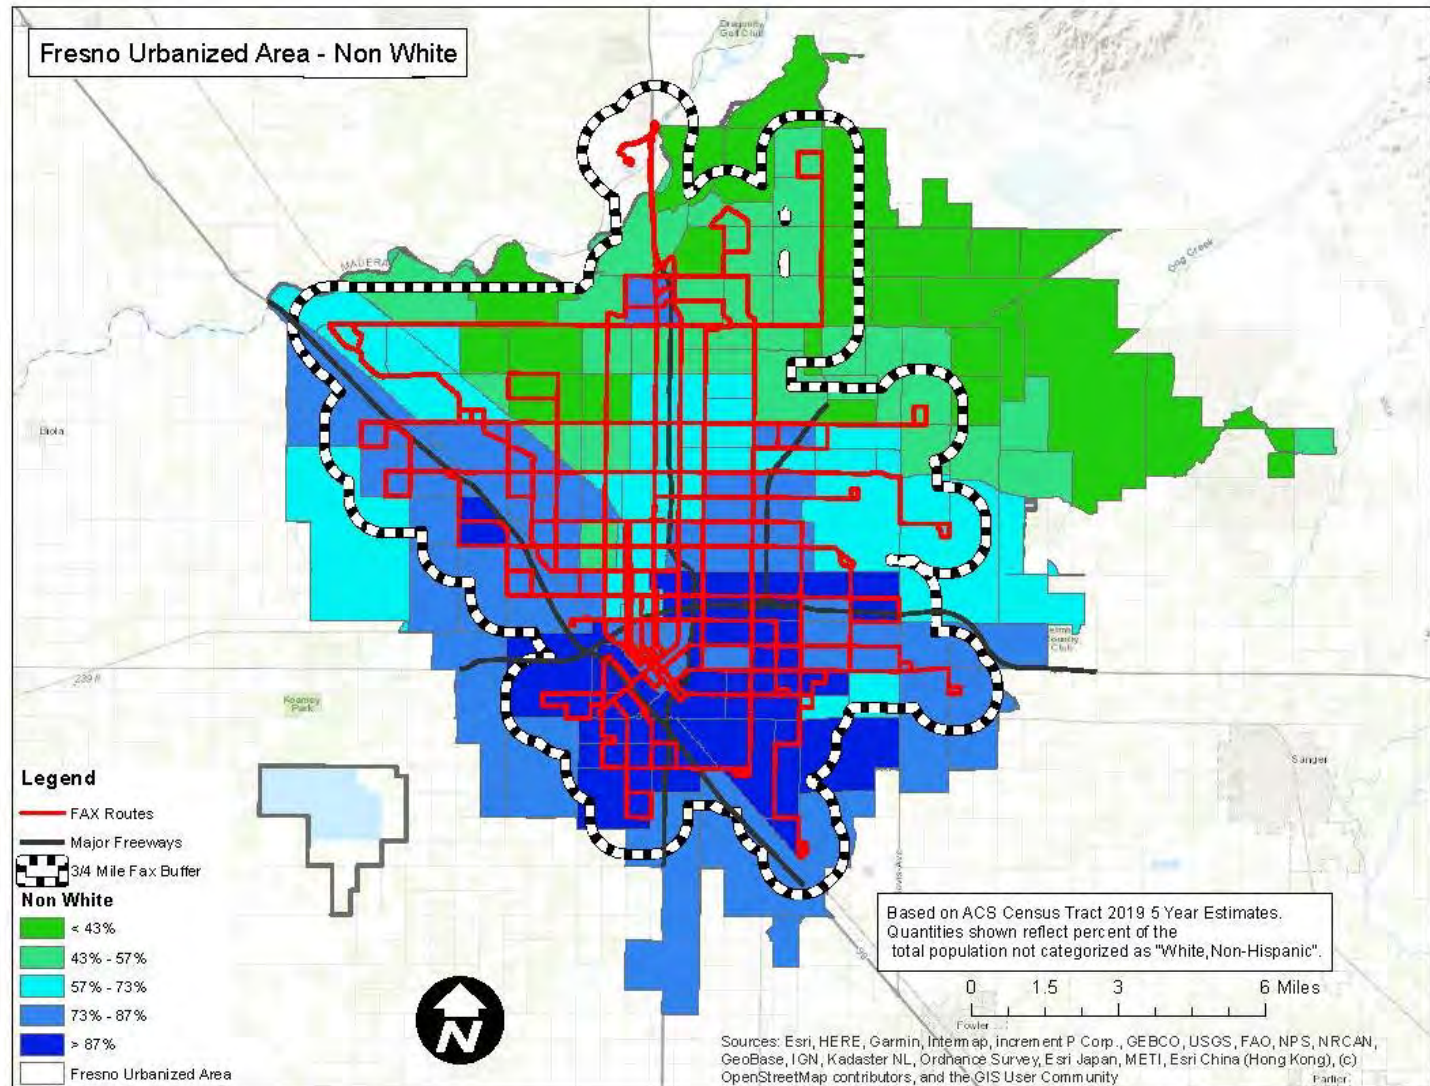 Dragonfly
Golf Club
Fresno Urbanized Area - Non White
MADERA
Dog Creek
Biola
Country
Club
239 ft
Kearney
Park
Sanger
Legend
FAX Routes
Major Freeways
3/4 Mile Fax Buffer
Non White
< 43%
43% - 57%
57% - 73%
73% - 87%
> 87%
Fresno Urbanized Area
N
99
Based on ACS Census Tract 2019 5 Year Estimates.
Quantities shown reflect percent of the
total population not categorized as "White,Non-Hispanic".
0 1.5 3 6 Miles
Fowler
Sources: Esri, HERE, Garmin, Intermap, increment P Corp., GEBCO, USGS, FAO, NPS, NRCAN,
GeoBase, IGN, Kadaster NL, Ordnance Survey, Esri Japan, METI, Esri China (Hong Kong), (c)
OpenStreetMap contributors, and the GIS User Community
Parlier